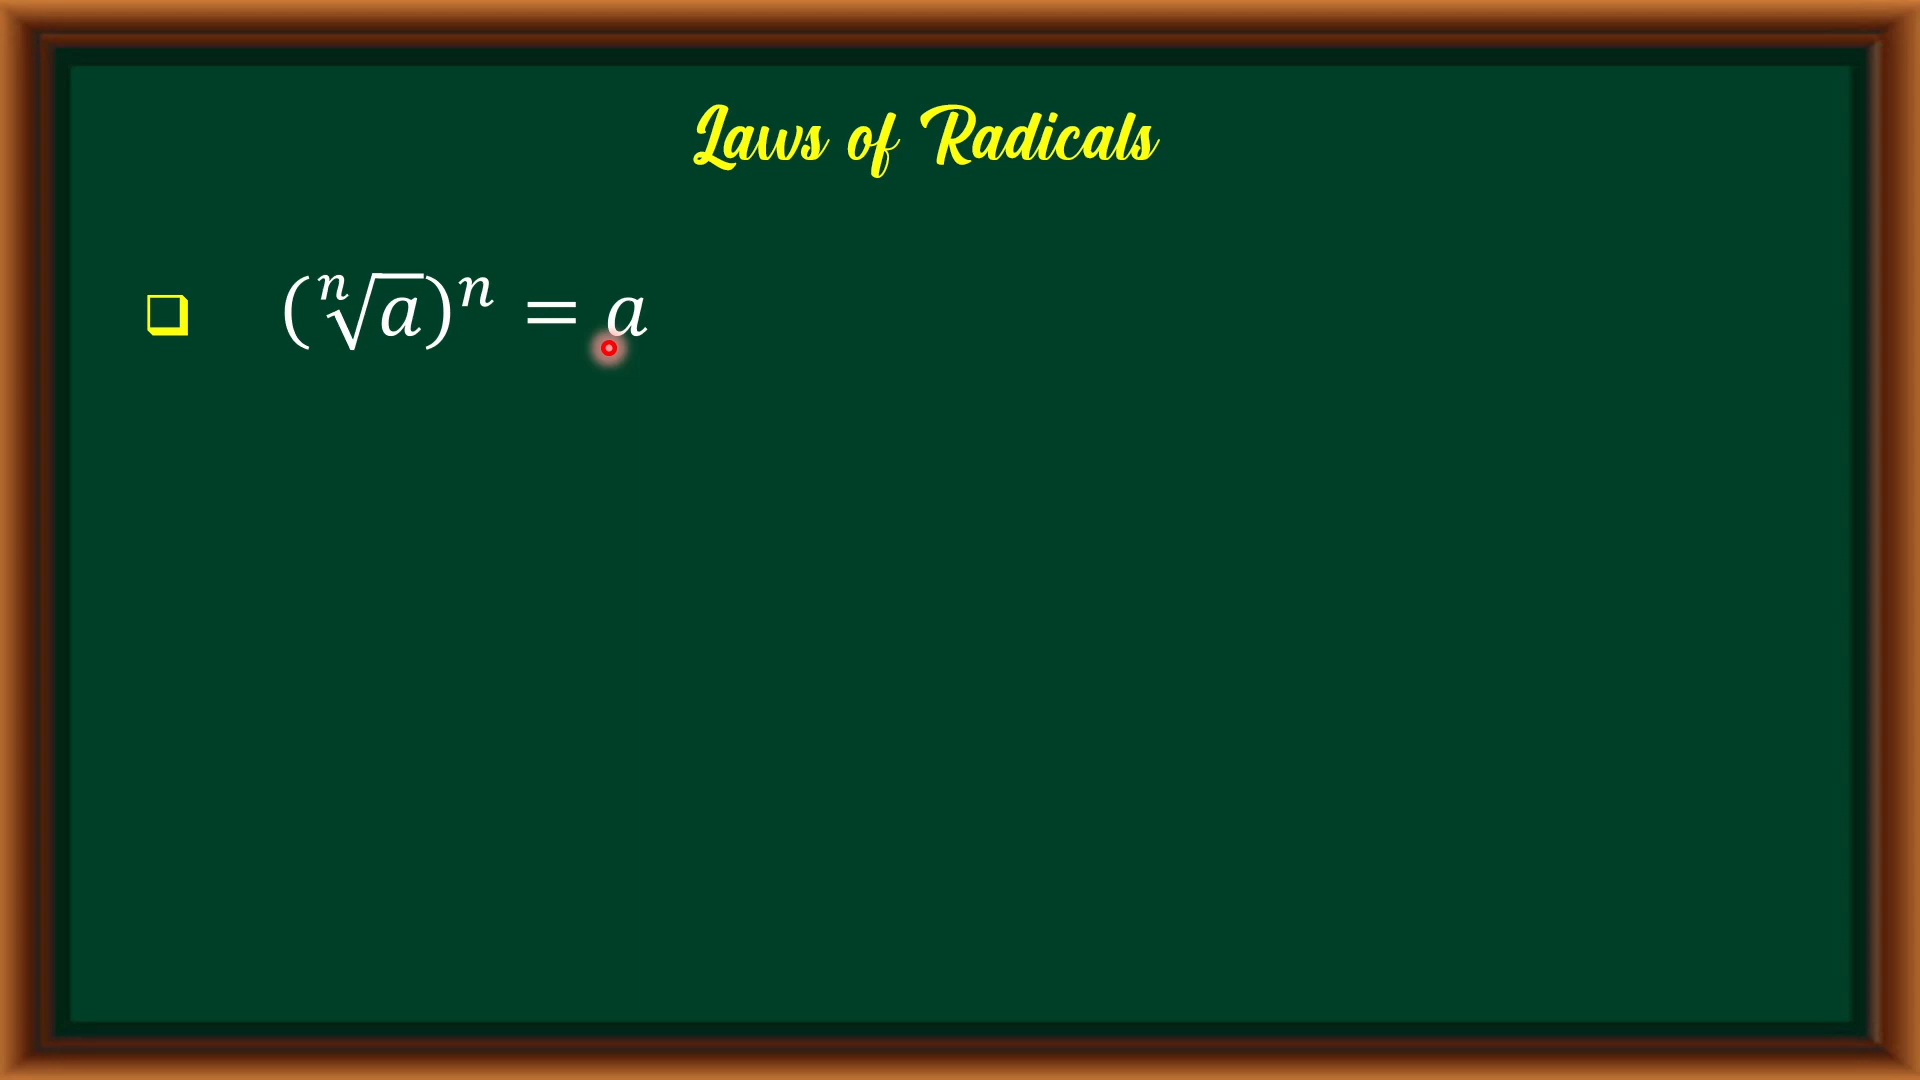 Laws of Radicals
❑ (ⁿ√a)ⁿ = a